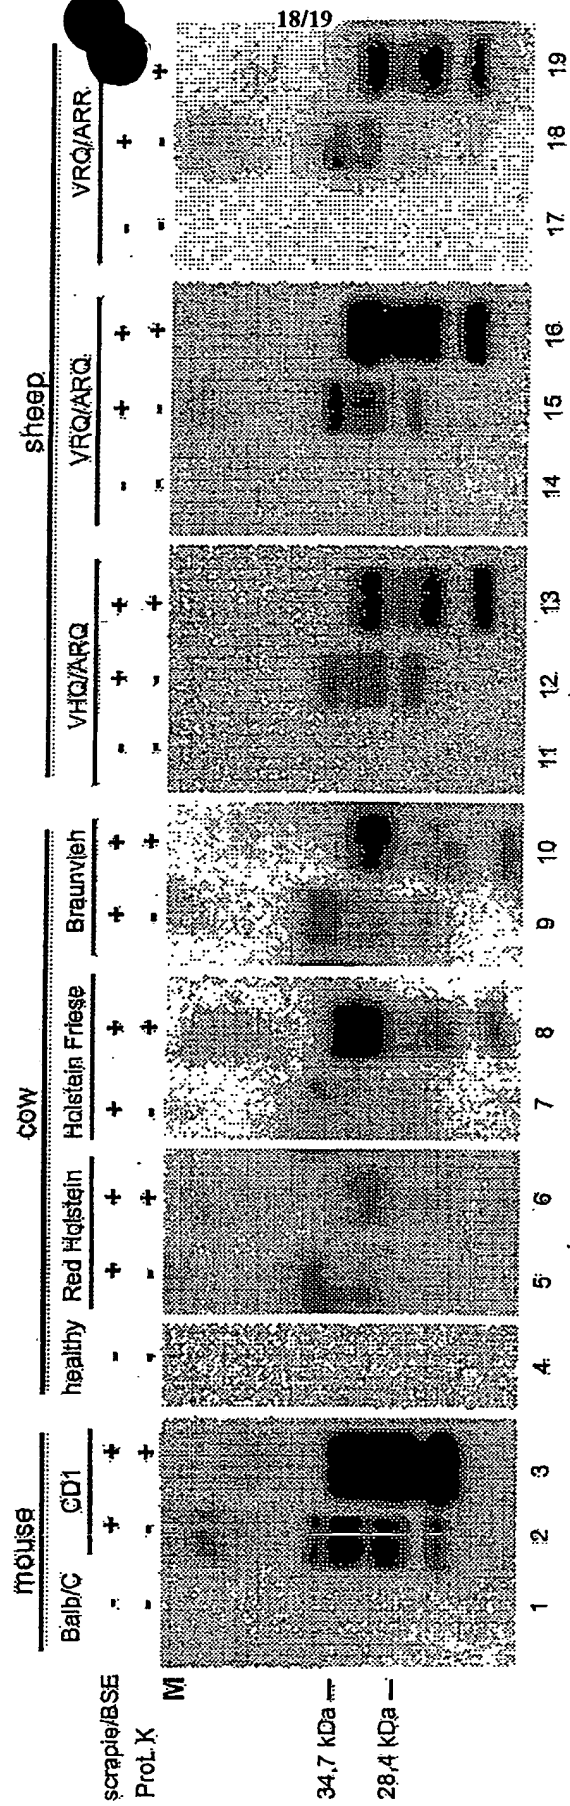 18/19
mouse cow sheep
Balb/C CD1 healthy Red Holstein Holstein Friese Braunvieh VHQ/ARQ VRQ/ARQ VRQ/ARR
scrapie/BSE - + + - + + + + + + - + + - + + - +
Prot. K - - + - - + - + - + - - + - - + - - +
M
34,7 kDa –
28,4 kDa –
1 2 3 4 5 6 7 8 9 10 11 12 13 14 15 16 17 18 19